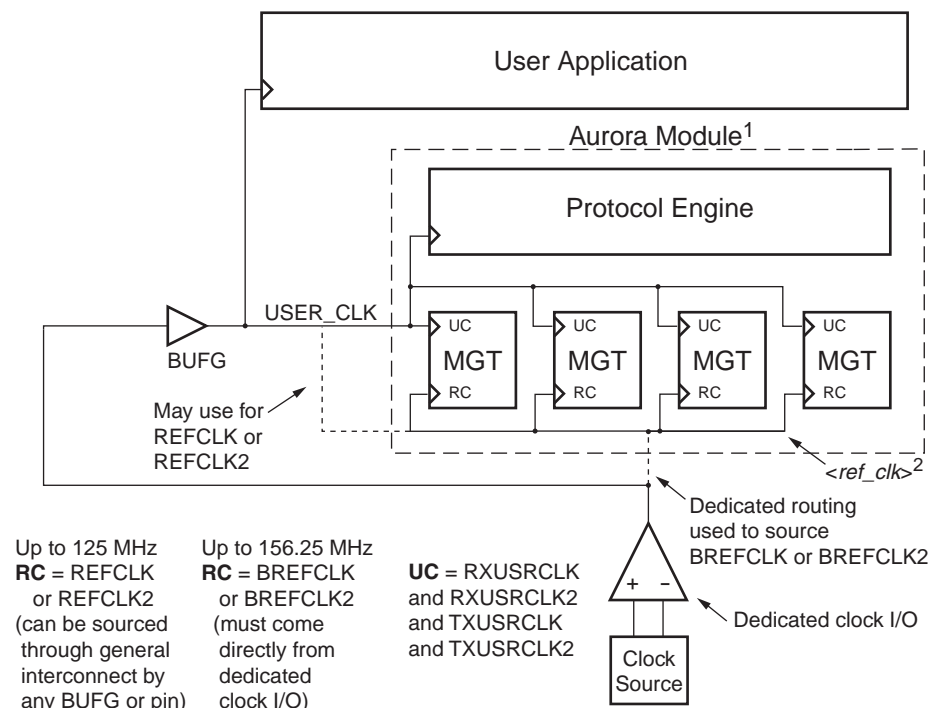 User Application
Aurora Module1
Protocol Engine
USER_CLK
BUFG
UC
MGT
RC
UC
MGT
RC
UC
MGT
RC
UC
MGT
RC
May use for
REFCLK or
REFCLK2
<ref_clk>2
Dedicated routing
used to source
BREFCLK or BREFCLK2
Up to 125 MHz
RC = REFCLK
or REFCLK2
(can be sourced
through general
interconnect by
any BUFG or pin)
Up to 156.25 MHz
RC = BREFCLK
or BREFCLK2
(must come
directly from
dedicated
clock I/O)
UC = RXUSRCLK
and RXUSRCLK2
and TXUSRCLK
and TXUSRCLK2
+ –
Dedicated clock I/O
Clock
Source